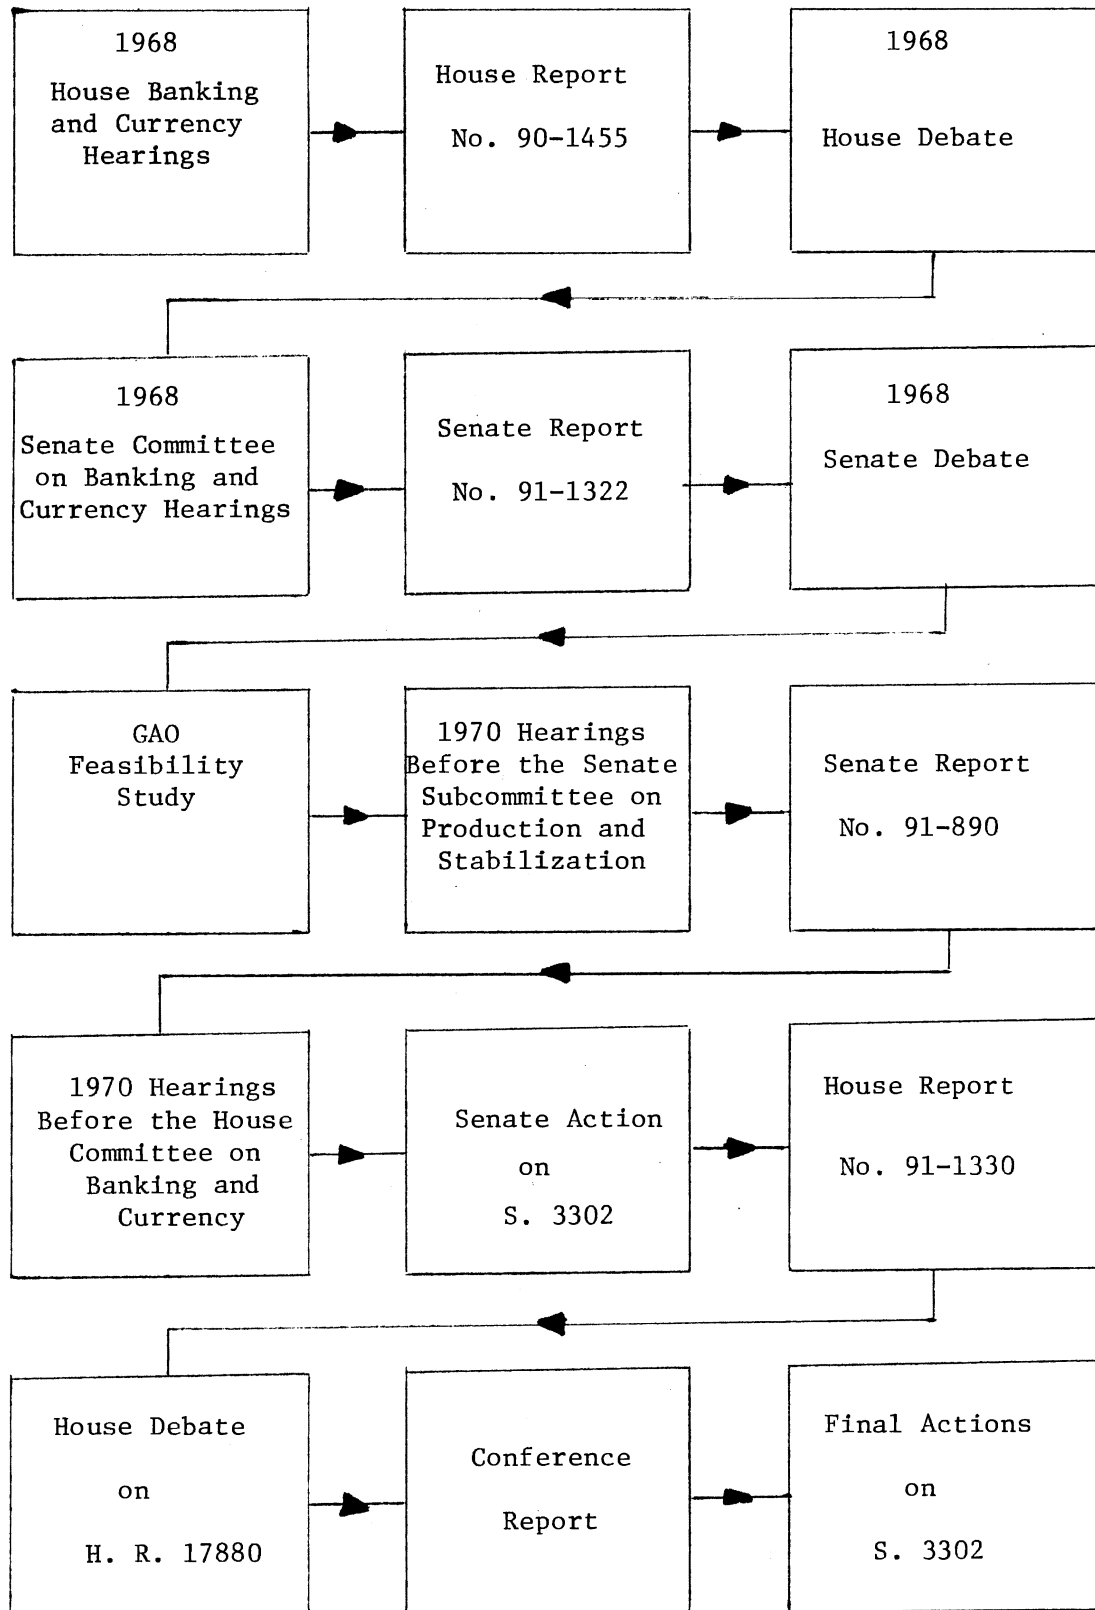 1968
House Banking
and Currency
Hearings
House Report
No. 90-1455
1968
House Debate
1968
Senate Committee
on Banking and
Currency Hearings
Senate Report
No. 91-1322
1968
Senate Debate
GAO
Feasibility
Study
1970 Hearings
Before the Senate
Subcommittee on
Production and
Stabilization
Senate Report
No. 91-890
1970 Hearings
Before the House
Committee on
Banking and
Currency
Senate Action
on
S. 3302
House Report
No. 91-1330
House Debate
on
H. R. 17880
Conference
Report
Final Actions
on
S. 3302